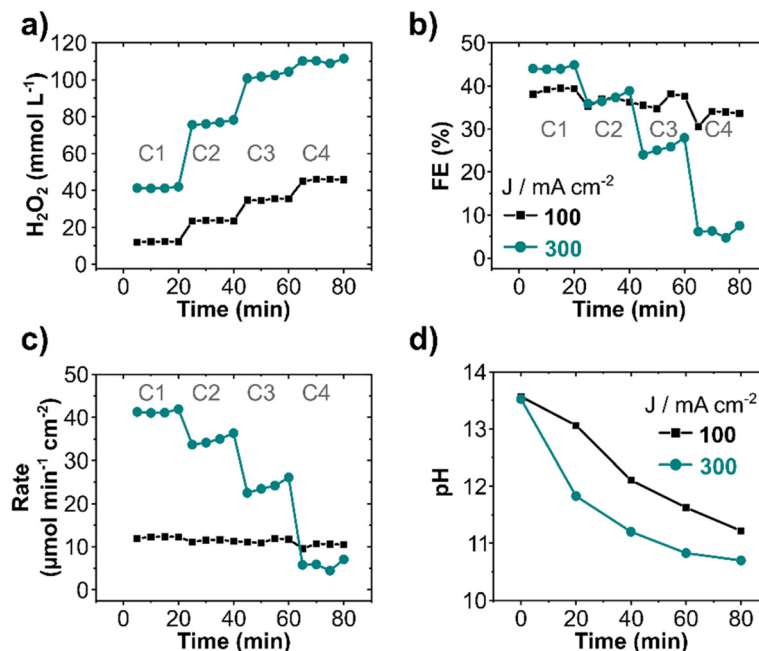 a)
H₂O₂ (mmol L⁻¹)
120
100
80
60
40
20
0
C1
C2
C3
C4
0 20 40 60 80
Time (min)
b)
FE (%)
50
40
30
20
10
0
C1
C2
C3
C4
J / mA cm⁻²
100
300
0 20 40 60 80
Time (min)
c)
Rate
(µmol min⁻¹ cm⁻²)
50
40
30
20
10
0
C1
C2
C3
C4
0 20 40 60 80
Time (min)
d)
pH
14
13
12
11
10
J / mA cm⁻²
100
300
0 20 40 60 80
Time (min)